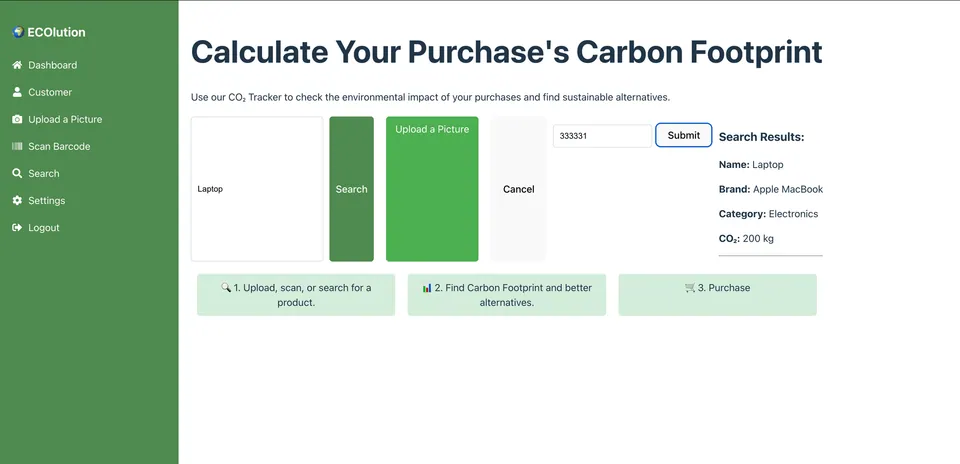 🌍 ECOlution
Dashboard
Customer
Upload a Picture
Scan Barcode
Search
Settings
Logout
Calculate Your Purchase's Carbon Footprint
Use our CO₂ Tracker to check the environmental impact of your purchases and find sustainable alternatives.
Laptop
Search
Upload a Picture
Cancel
333331
Submit
Search Results:
Name: Laptop
Brand: Apple MacBook
Category: Electronics
CO₂: 200 kg
🔍 1. Upload, scan, or search for a
product.
📊 2. Find Carbon Footprint and better
alternatives.
🛒 3. Purchase